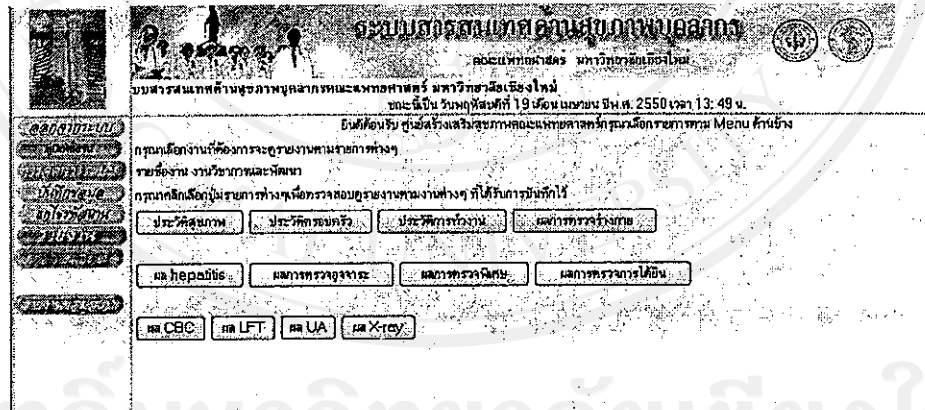 ระบบสารสนเทศด้านสุขภาพบุคลากร
คณะแพทยศาสตร์ มหาวิทยาลัยเชียงใหม่
บบสารสนเทศด้านสุขภาพบุคลากรคณะแพทยศาสตร์ มหาวิทยาลัยเชียงใหม่
ขณะนี้เป็น วันพฤหัสบดีที่ 19 เดือน เมษายน ปีพ.ศ. 2550 เวลา 13: 49 น.
ยินดีต้อนรับ ศูนย์สร้างเสริมสุขภาพคณะแพทยศาสตร์กรุณาเลือกรายการตาม Menu ด้านข้าง
ออกจากระบบ
กรุณาเลือกงานที่ต้องการจะดูรายงานตามรายการต่างๆ
รายชื่องาน งานวิชาการและพัฒนา
กรุณาคลิกเลือกปุ่มรายการต่างๆเพื่อตรวจสอบดูรายงานตามงานต่างๆ ที่ได้รับการบันทึกไว้
ประวัติสุขภาพ ประวัติครอบครัว ประวัติการทำงาน ผลการตรวจร่างกาย
ผล hepatitis ผลการตรวจอุจจาระ ผลการตรวจพิเศษ ผลการตรวจการได้ยิน
ผล CBC ผล LFT ผล UA ผล X-ray